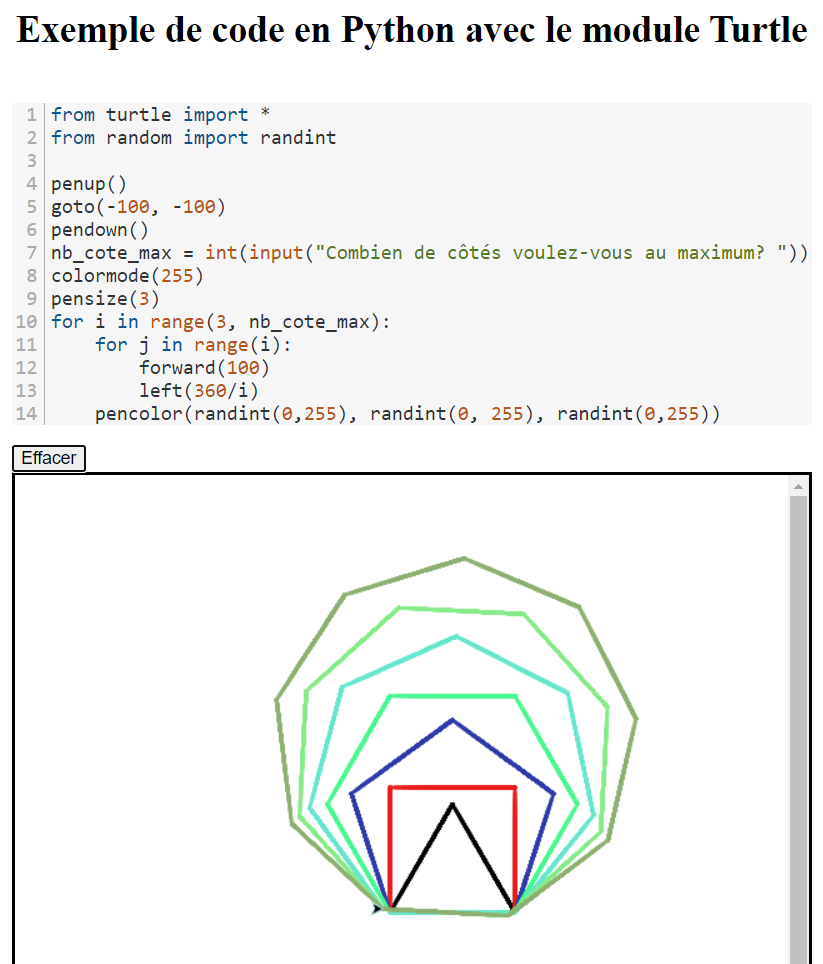 Exemple de code en Python avec le module Turtle
1 from turtle import *
2 from random import randint
3
4 penup()
5 goto(-100, -100)
6 pendown()
7 nb_cote_max = int(input("Combien de côtés voulez-vous au maximum? "))
8 colormode(255)
9 pensize(3)
10 for i in range(3, nb_cote_max):
11     for j in range(i):
12         forward(100)
13         left(360/i)
14     pencolor(randint(0,255), randint(0, 255), randint(0,255))
Effacer